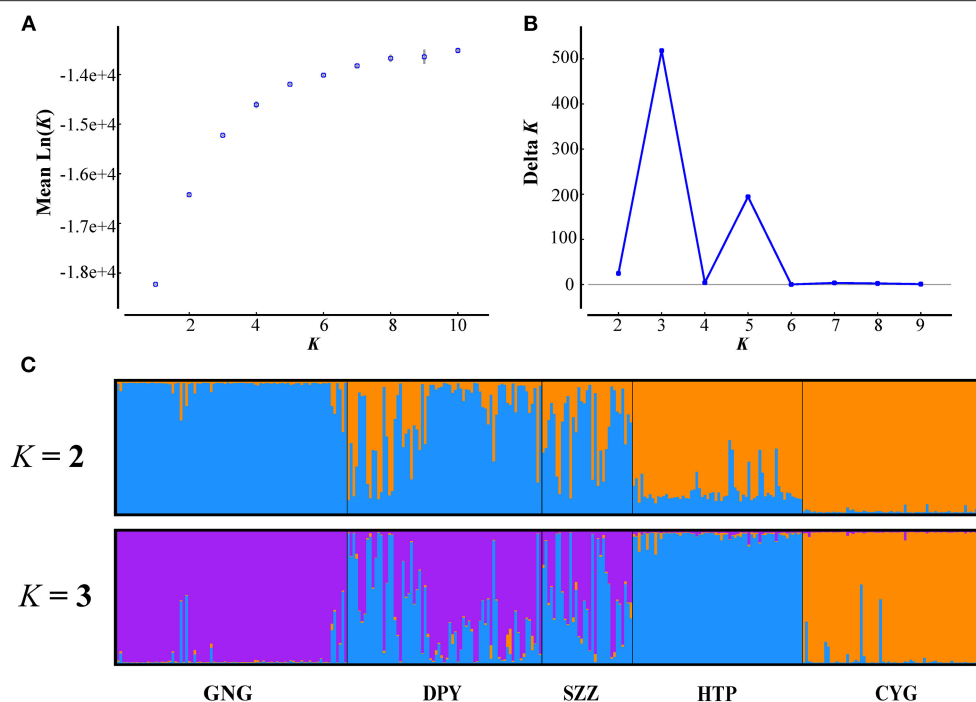 A
Mean Ln(K)
-1.4e+4
-1.5e+4
-1.6e+4
-1.7e+4
-1.8e+4
2 4 6 8 10
K
B
Delta K
500
400
300
200
100
0
2 3 4 5 6 7 8 9
K
C
K = 2
K = 3
GNG DPY SZZ HTP CYG